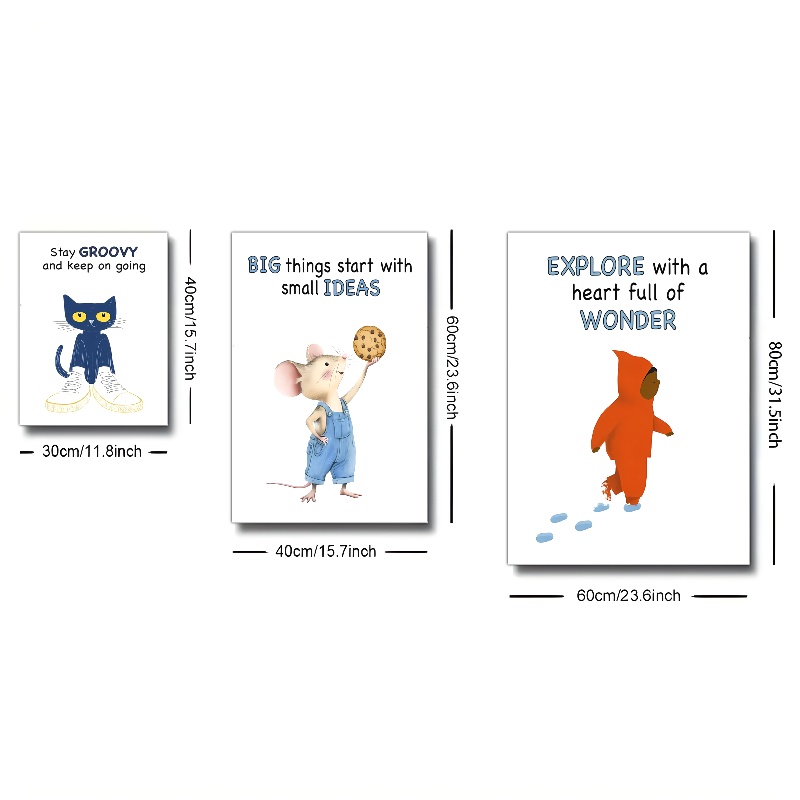 Stay GROOVY
and keep on going
40cm/15.7inch
30cm/11.8inch
BIG things start with
small IDEAS
60cm/23.6inch
40cm/15.7inch
EXPLORE with a
heart full of
WONDER
80cm/31.5inch
60cm/23.6inch